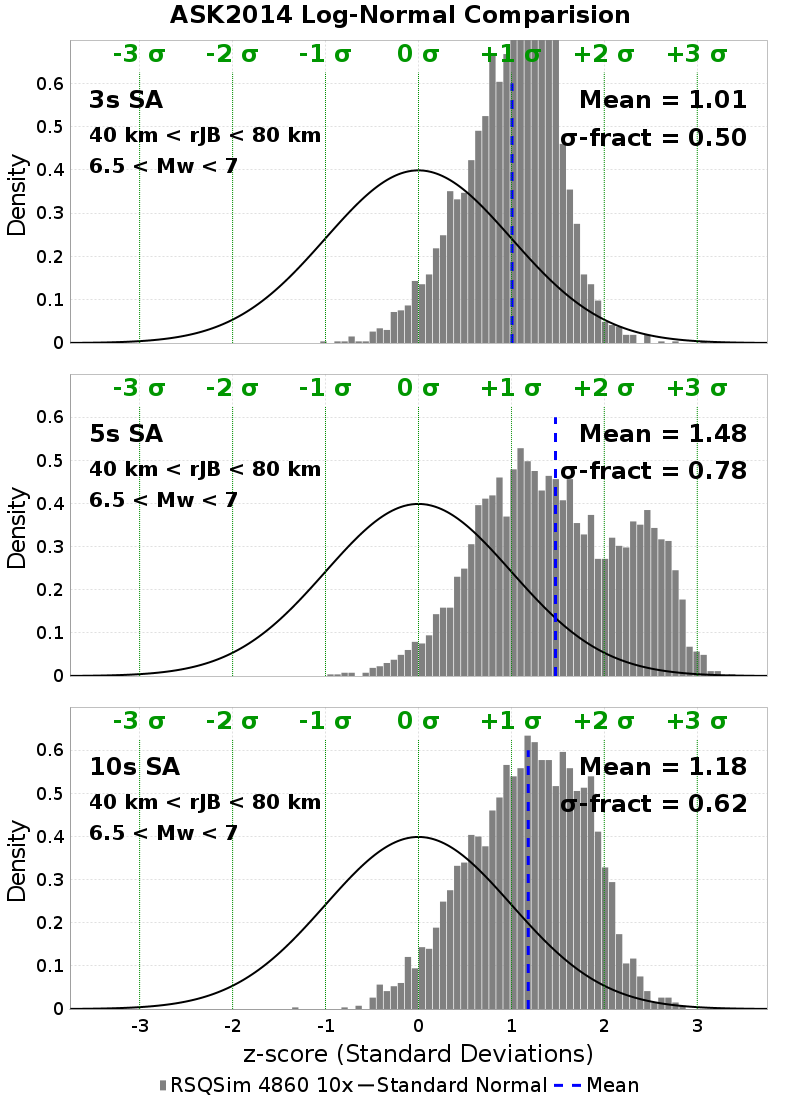 ASK2014 Log-Normal Comparision
-3 σ -2 σ -1 σ 0 σ +1 σ +2 σ +3 σ
3s SA
40 km < rJB < 80 km
6.5 < Mw < 7
Mean = 1.01
σ-fract = 0.50
0.6
0.5
0.4
0.3
0.2
0.1
0
Density
-3 σ -2 σ -1 σ 0 σ +1 σ +2 σ +3 σ
5s SA
40 km < rJB < 80 km
6.5 < Mw < 7
Mean = 1.48
σ-fract = 0.78
0.6
0.5
0.4
0.3
0.2
0.1
0
Density
-3 σ -2 σ -1 σ 0 σ +1 σ +2 σ +3 σ
10s SA
40 km < rJB < 80 km
6.5 < Mw < 7
Mean = 1.18
σ-fract = 0.62
0.6
0.5
0.4
0.3
0.2
0.1
0
Density
-3 -2 -1 0 1 2 3
z-score (Standard Deviations)
RSQSim 4860 10x Standard Normal Mean